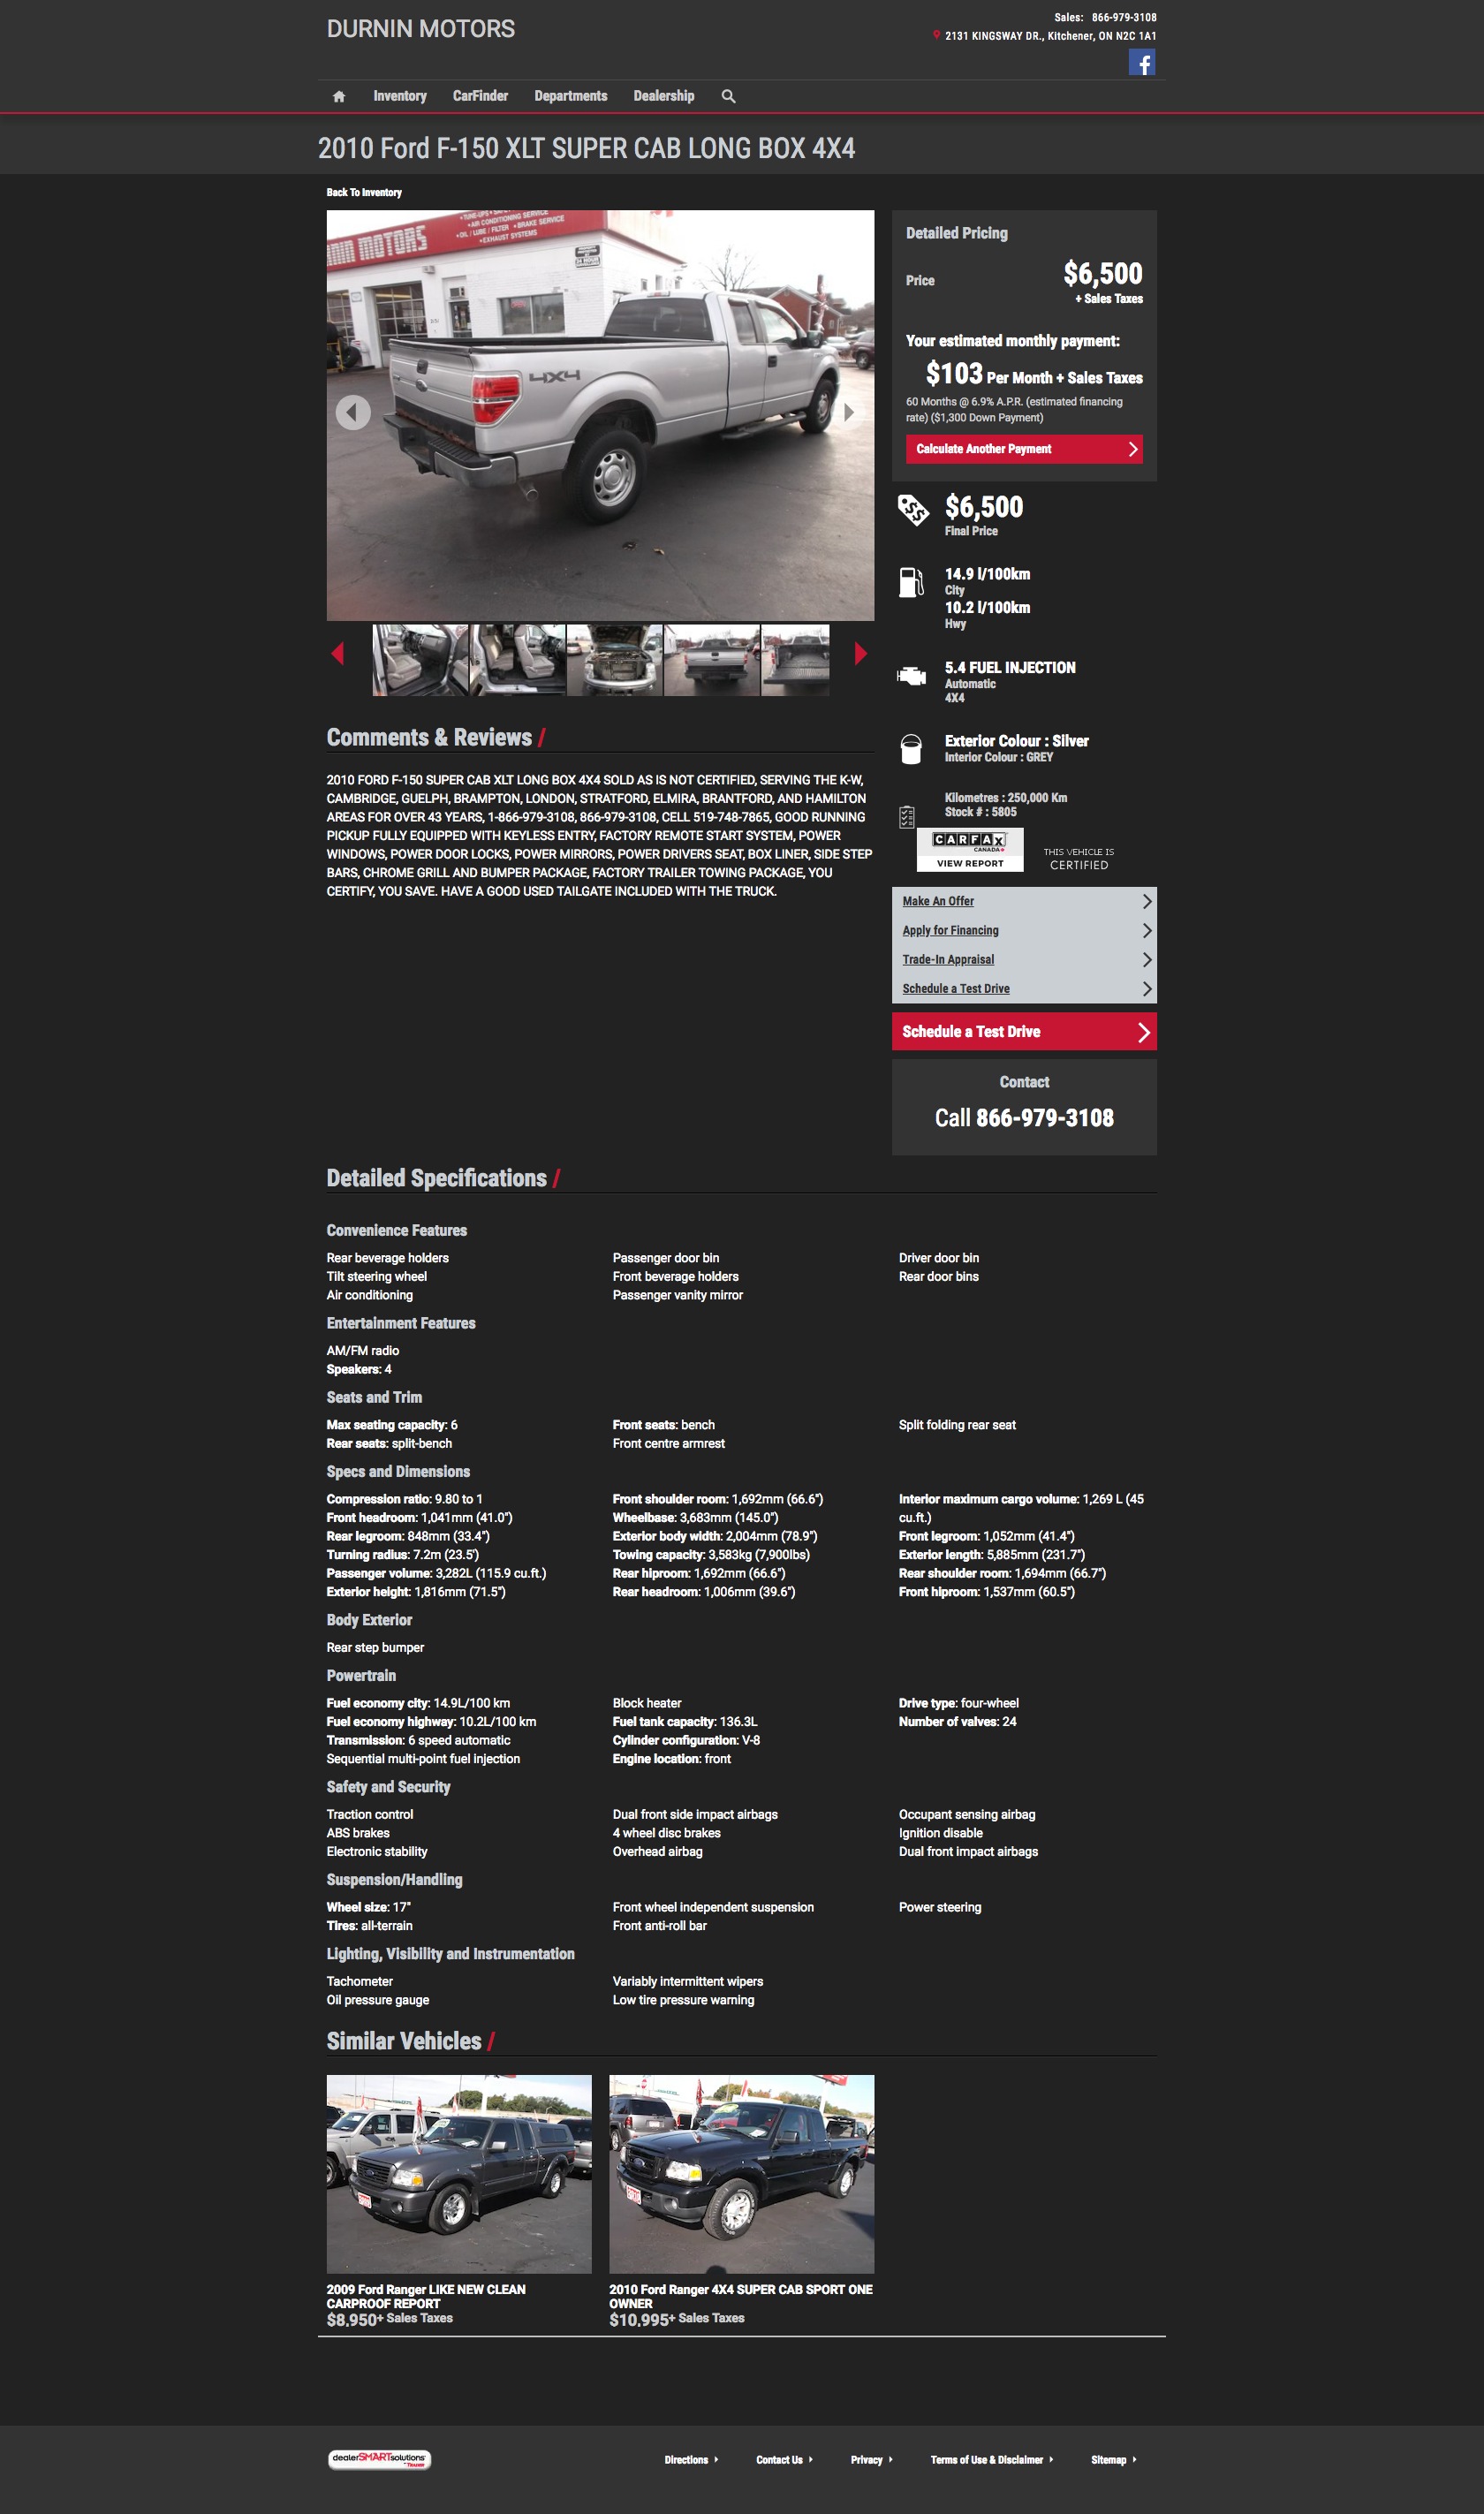 DURNIN MOTORS
Sales: 866-979-3108
2131 KINGSWAY DR., Kitchener, ON N2C 1A1
Inventory CarFinder Departments Dealership
2010 Ford F-150 XLT SUPER CAB LONG BOX 4X4
Back To Inventory
MOTORS
•AIR CONDITIONING SERVICE
•OIL / LUBE / FILTER •BRAKE SERVICE
•EXHAUST SYSTEMS
4X4
Detailed Pricing
Price $6,500
+ Sales Taxes
Your estimated monthly payment:
$103 Per Month + Sales Taxes
60 Months @ 6.9% A.P.R. (estimated financing
rate) ($1,300 Down Payment)
Calculate Another Payment
$6,500
Final Price
14.9 l/100km
City
10.2 l/100km
Hwy
5.4 FUEL INJECTION
Automatic
4X4
Exterior Colour : Silver
Interior Colour : GREY
Kilometres : 250,000 Km
Stock # : 5805
CARFAX
CANADA
VIEW REPORT
THIS VEHICLE IS
CERTIFIED
Make An Offer
Apply for Financing
Trade-In Appraisal
Schedule a Test Drive
Schedule a Test Drive
Contact
Call 866-979-3108
Comments & Reviews /
2010 FORD F-150 SUPER CAB XLT LONG BOX 4X4 SOLD AS IS NOT CERTIFIED, SERVING THE K-W,
CAMBRIDGE, GUELPH, BRAMPTON, LONDON, STRATFORD, ELMIRA, BRANTFORD, AND HAMILTON
AREAS FOR OVER 43 YEARS, 1-866-979-3108, 866-979-3108, CELL 519-748-7865, GOOD RUNNING
PICKUP FULLY EQUIPPED WITH KEYLESS ENTRY, FACTORY REMOTE START SYSTEM, POWER
WINDOWS, POWER DOOR LOCKS, POWER MIRRORS, POWER DRIVERS SEAT, BOX LINER, SIDE STEP
BARS, CHROME GRILL AND BUMPER PACKAGE, FACTORY TRAILER TOWING PACKAGE, YOU
CERTIFY, YOU SAVE. HAVE A GOOD USED TAILGATE INCLUDED WITH THE TRUCK.
Detailed Specifications /
Convenience Features
Rear beverage holders Passenger door bin Driver door bin
Tilt steering wheel Front beverage holders Rear door bins
Air conditioning Passenger vanity mirror
Entertainment Features
AM/FM radio
Speakers: 4
Seats and Trim
Max seating capacity: 6 Front seats: bench Split folding rear seat
Rear seats: split-bench Front centre armrest
Specs and Dimensions
Compression ratio: 9.80 to 1 Front shoulder room: 1,692mm (66.6") Interior maximum cargo volume: 1,269 L (45
Front headroom: 1,041mm (41.0") Wheelbase: 3,683mm (145.0") cu.ft.)
Rear legroom: 848mm (33.4") Exterior body width: 2,004mm (78.9") Front legroom: 1,052mm (41.4")
Turning radius: 7.2m (23.5') Towing capacity: 3,583kg (7,900lbs) Exterior length: 5,885mm (231.7")
Passenger volume: 3,282L (115.9 cu.ft.) Rear hiproom: 1,692mm (66.6") Rear shoulder room: 1,694mm (66.7")
Exterior height: 1,816mm (71.5") Rear headroom: 1,006mm (39.6") Front hiproom: 1,537mm (60.5")
Body Exterior
Rear step bumper
Powertrain
Fuel economy city: 14.9L/100 km Block heater Drive type: four-wheel
Fuel economy highway: 10.2L/100 km Fuel tank capacity: 136.3L Number of valves: 24
Transmission: 6 speed automatic Cylinder configuration: V-8
Sequential multi-point fuel injection Engine location: front
Safety and Security
Traction control Dual front side impact airbags Occupant sensing airbag
ABS brakes 4 wheel disc brakes Ignition disable
Electronic stability Overhead airbag Dual front impact airbags
Suspension/Handling
Wheel size: 17" Front wheel independent suspension Power steering
Tires: all-terrain Front anti-roll bar
Lighting, Visibility and Instrumentation
Tachometer Variably intermittent wipers
Oil pressure gauge Low tire pressure warning
Similar Vehicles /
2009 Ford Ranger LIKE NEW CLEAN
CARPROOF REPORT
$8,950+ Sales Taxes
2010 Ford Ranger 4X4 SUPER CAB SPORT ONE
OWNER
$10,995+ Sales Taxes
dealerSMARTsolutions
Directions Contact Us Privacy Terms of Use & Disclaimer Sitemap